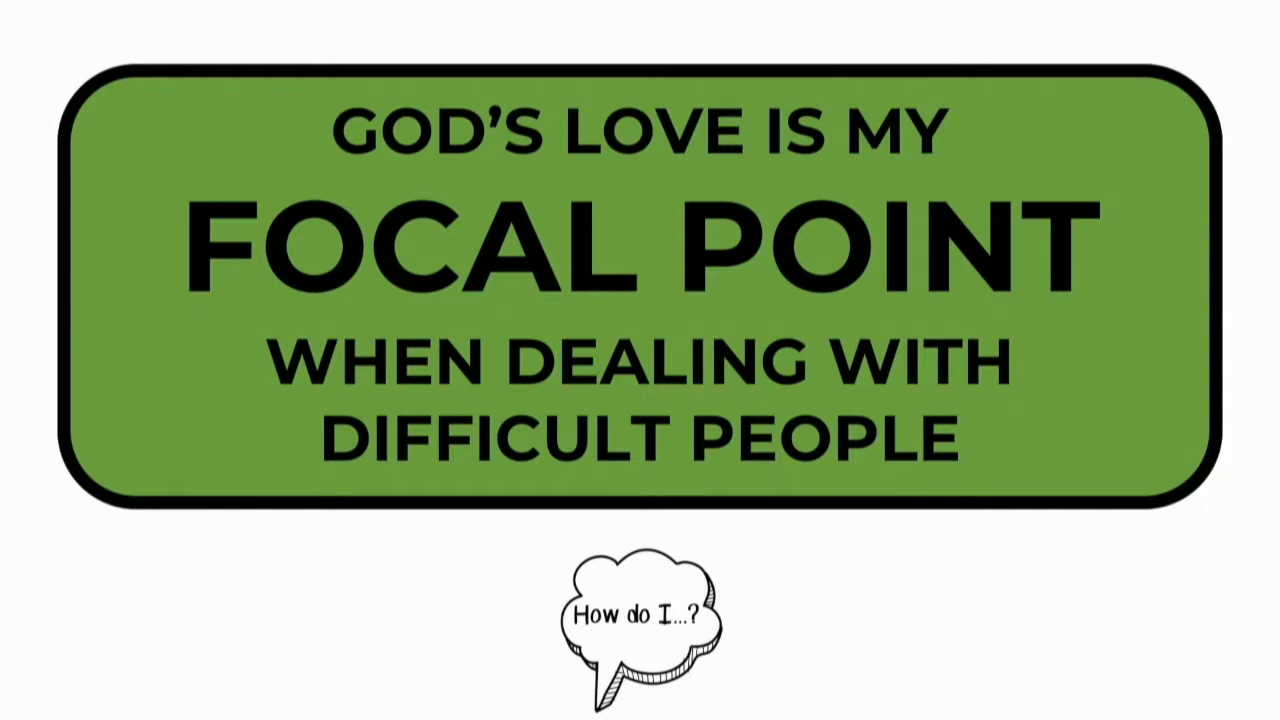 GOD’S LOVE IS MY
FOCAL POINT
WHEN DEALING WITH
DIFFICULT PEOPLE
How do I...?